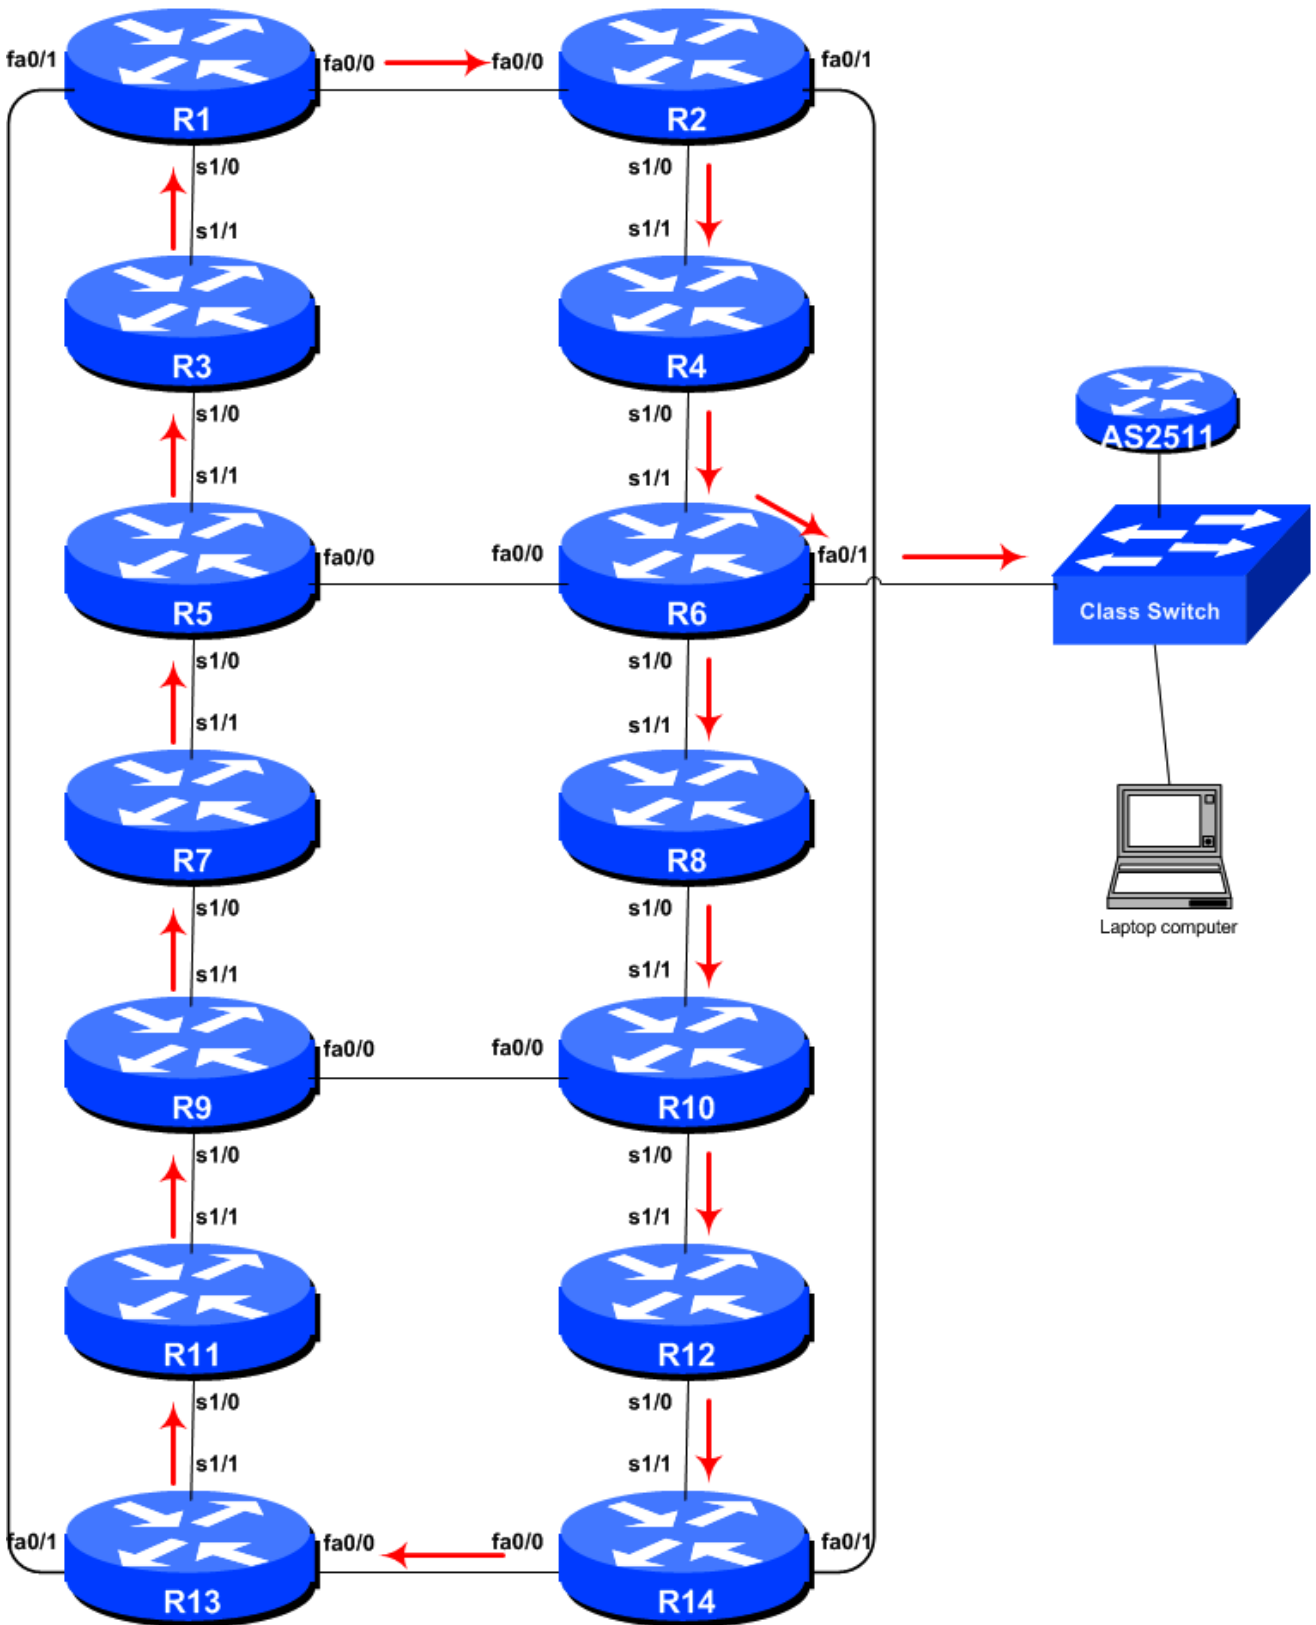 fa0/1 fa0/0 fa0/0 fa0/1
R1 R2
s1/0 s1/0
s1/1 s1/1
R3 R4
s1/0 s1/0
AS2511
s1/1 s1/1
fa0/0 fa0/0 fa0/1
R5 R6 Class Switch
s1/0 s1/0
s1/1 s1/1
R7 R8
s1/0 s1/0
Laptop computer
s1/1 s1/1
fa0/0 fa0/0
R9 R10
s1/0 s1/0
s1/1 s1/1
R11 R12
s1/0 s1/0
s1/1 s1/1
fa0/1 fa0/0 fa0/0 fa0/1
R13 R14